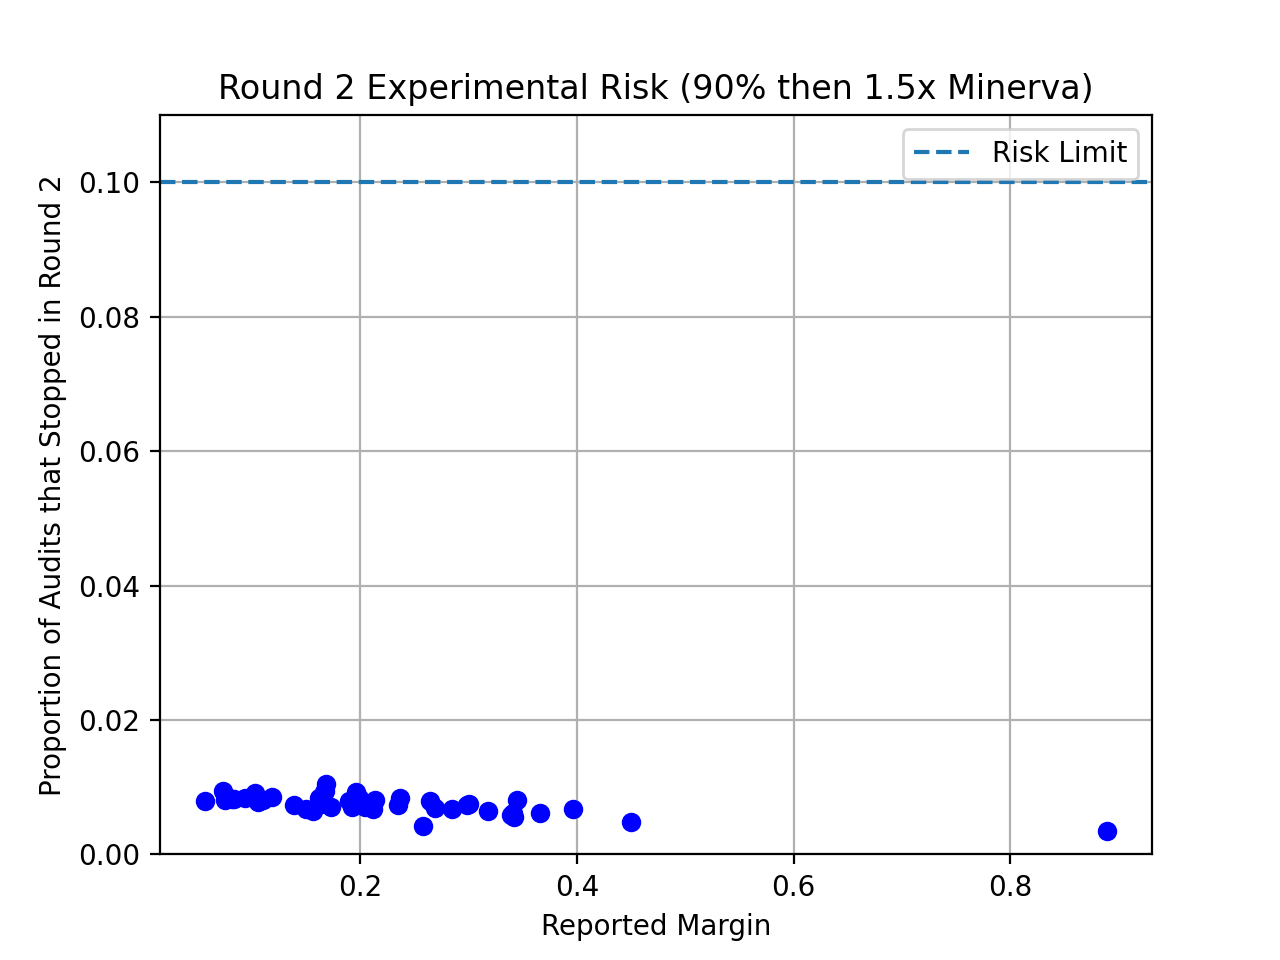 Round 2 Experimental Risk (90% then 1.5x Minerva)
Risk Limit
Proportion of Audits that Stopped in Round 2
0.10
0.08
0.06
0.04
0.02
0.00
0.2
0.4
0.6
0.8
Reported Margin